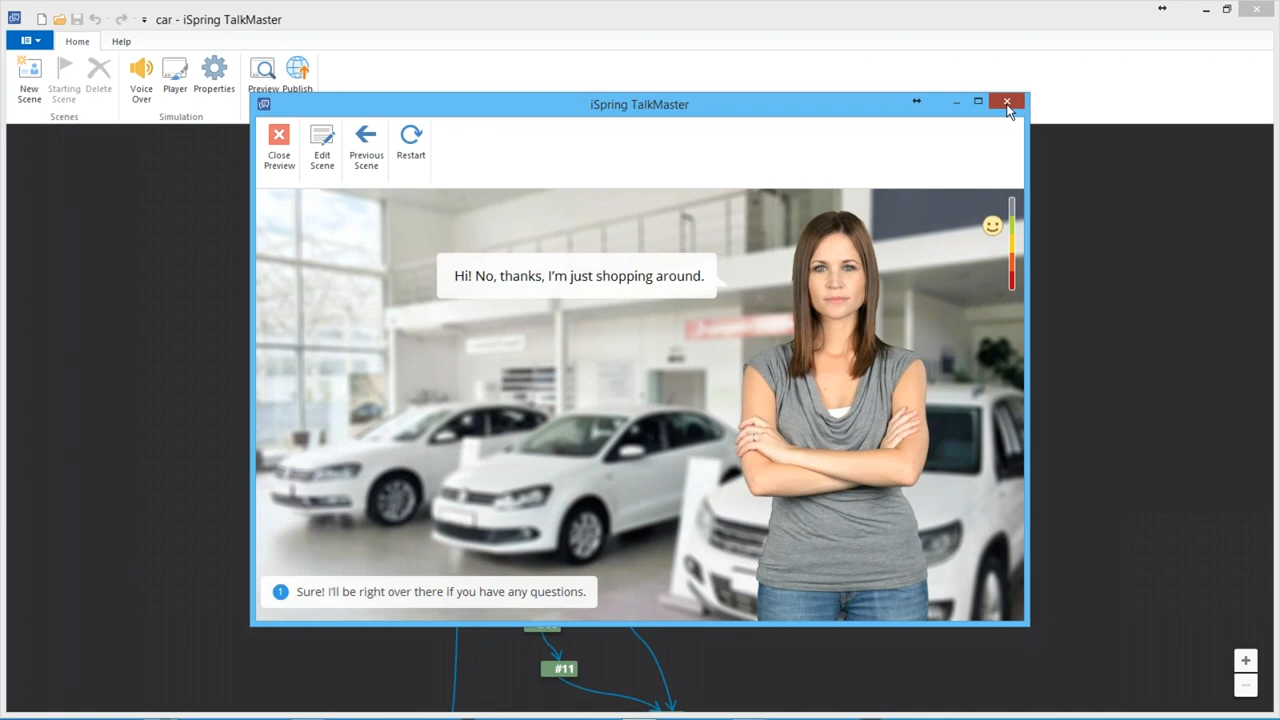 car - iSpring TalkMaster
Home
Help
New Scene
Starting Scene
Delete
Voice Over
Player
Properties
Preview
Publish
Scenes
Simulation
iSpring TalkMaster
Close Preview
Edit Scene
Previous Scene
Restart
Hi! No, thanks, I'm just shopping around.
1 Sure! I'll be right over there if you have any questions.
#11